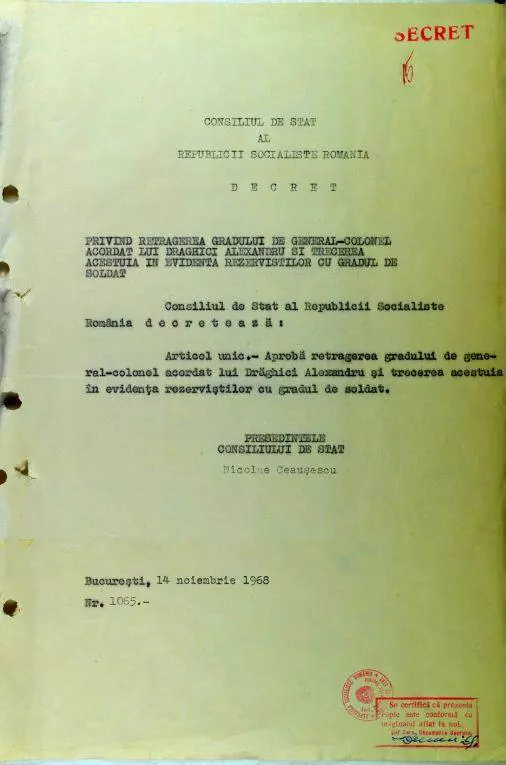 SECRET
CONSILIUL DE STAT
AL
REPUBLICII SOCIALISTE ROMANIA
D E C R E T
PRIVIND RETRAGEREA GRADULUI DE GENERAL-COLONEL
ACORDAT LUI DRAGHICI ALEXANDRU SI TRECEREA
ACESTUIA IN EVIDENTA REZERVISTILOR CU GRADUL DE
SOLDAT
Consiliul de Stat al Republicii Socialiste
România d e c r e t e a z ă :
Articol unic.- Aprobă retragerea gradului de gene-
ral-colonel acordat lui Drăghici Alexandru şi trecerea acestuia
în evidenţa rezerviştilor cu gradul de soldat.
PRESEDINTELE
CONSILIULUI DE STAT
Nicolae Ceauşescu
Bucureşti, 14 noiembrie 1968
Nr. 1065.-
Se certifică că prezenta
copie este conformă cu
originalul aflat la noi.